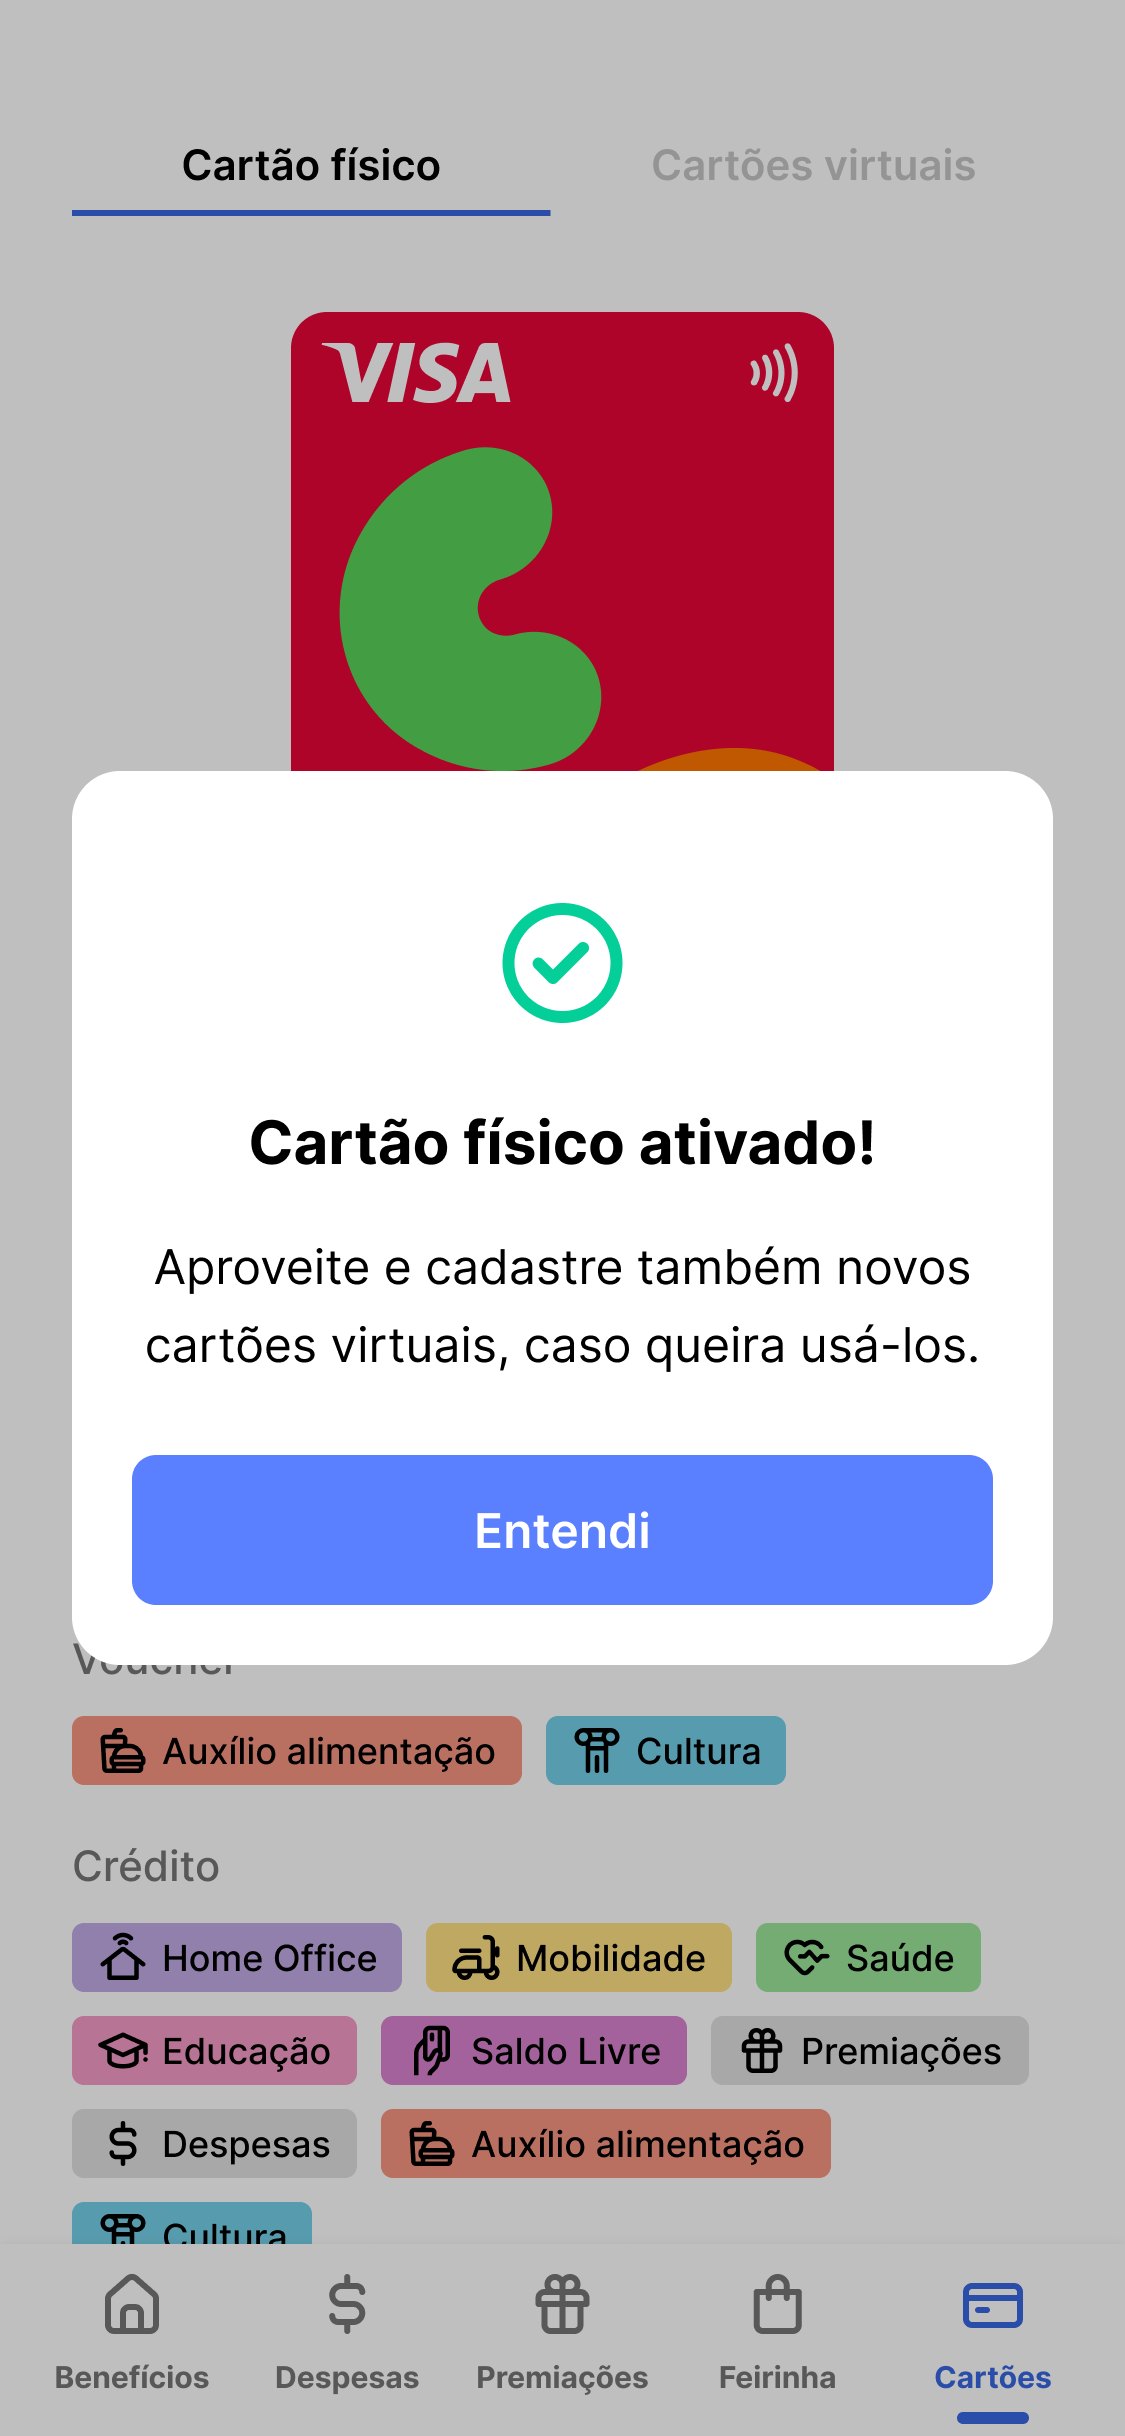 Cartão físico
Cartões virtuais
VISA
Cartão físico ativado!
Aproveite e cadastre também novos
cartões virtuais, caso queira usá-los.
Entendi
Voucher
Auxílio alimentação
Cultura
Crédito
Home Office
Mobilidade
Saúde
Educação
Saldo Livre
Premiações
Despesas
Auxílio alimentação
Cultura
Benefícios
Despesas
Premiações
Feirinha
Cartões